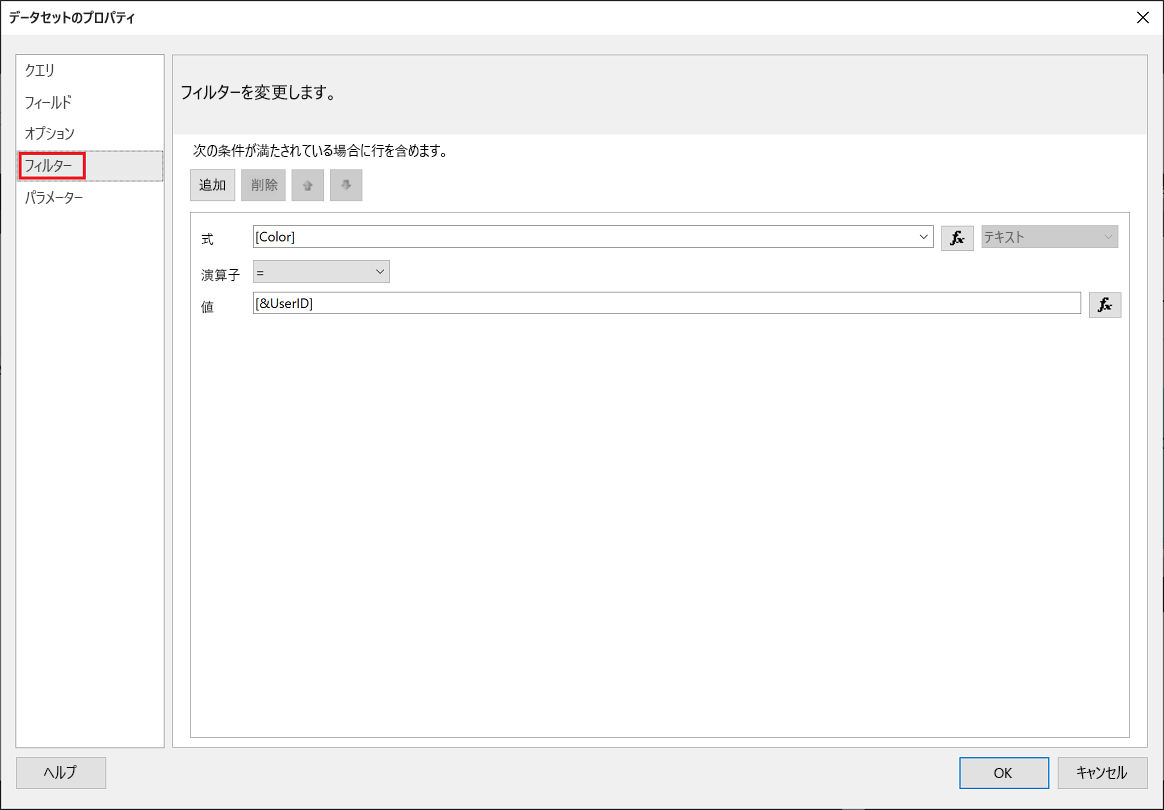 データセットのプロパティ
クエリ
フィールド
オプション
フィルター
パラメーター
フィルターを変更します。
次の条件が満たされている場合に行を含めます。
追加 削除
式 [Color] fx テキスト
演算子 =
値 [&UserID] fx
ヘルプ OK キャンセル